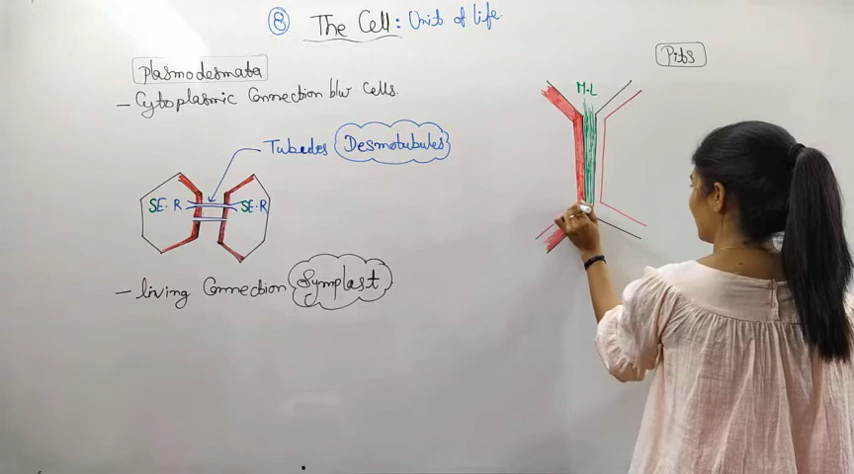 ⑧ The Cell: Unit of life.
Plasmodesmata
Pits
– Cytoplasmic Connection b/w Cells.
M.L
Tubules Desmotubules
SE.R SE.R
– living Connection Symplast